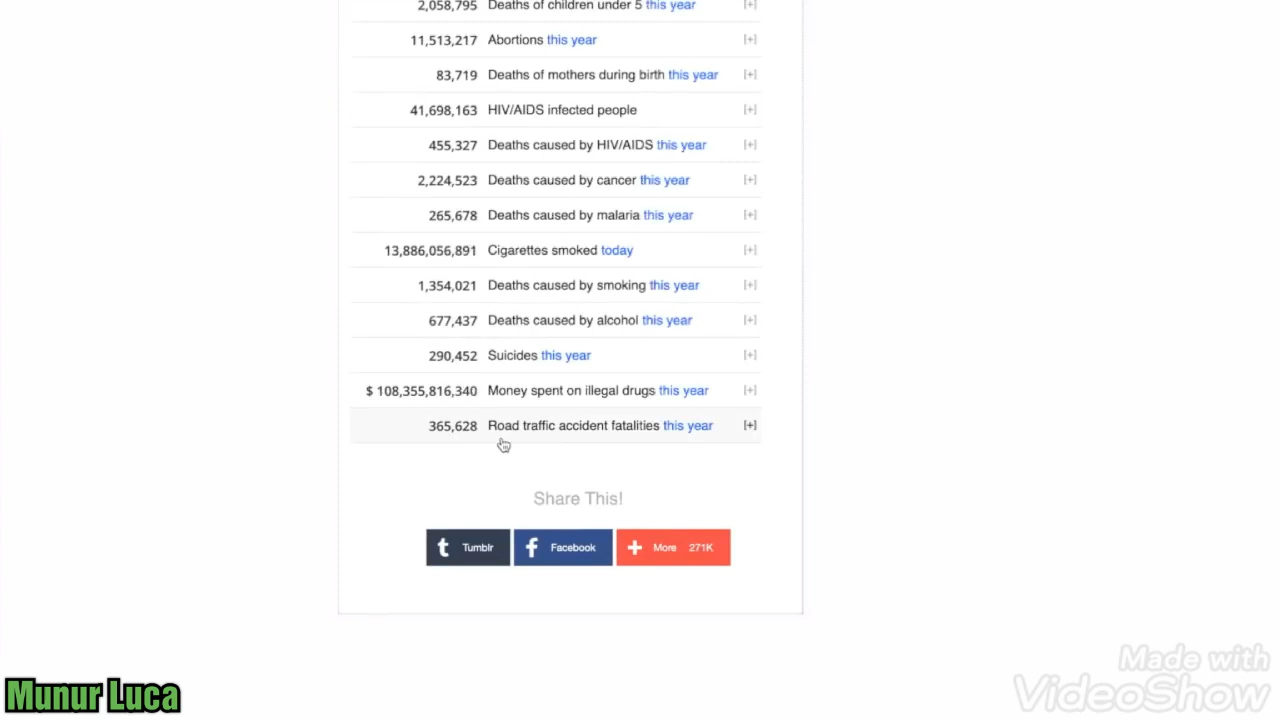 2,058,795 Deaths of children under 5 this year [+]
11,513,217 Abortions this year [+]
83,719 Deaths of mothers during birth this year [+]
41,698,163 HIV/AIDS infected people [+]
455,327 Deaths caused by HIV/AIDS this year [+]
2,224,523 Deaths caused by cancer this year [+]
265,678 Deaths caused by malaria this year [+]
13,886,056,891 Cigarettes smoked today [+]
1,354,021 Deaths caused by smoking this year [+]
677,437 Deaths caused by alcohol this year [+]
290,452 Suicides this year [+]
$ 108,355,816,340 Money spent on illegal drugs this year [+]
365,628 Road traffic accident fatalities this year [+]
Share This!
Tumblr Facebook More 271K
Made with
VideoShow
Munur Luca